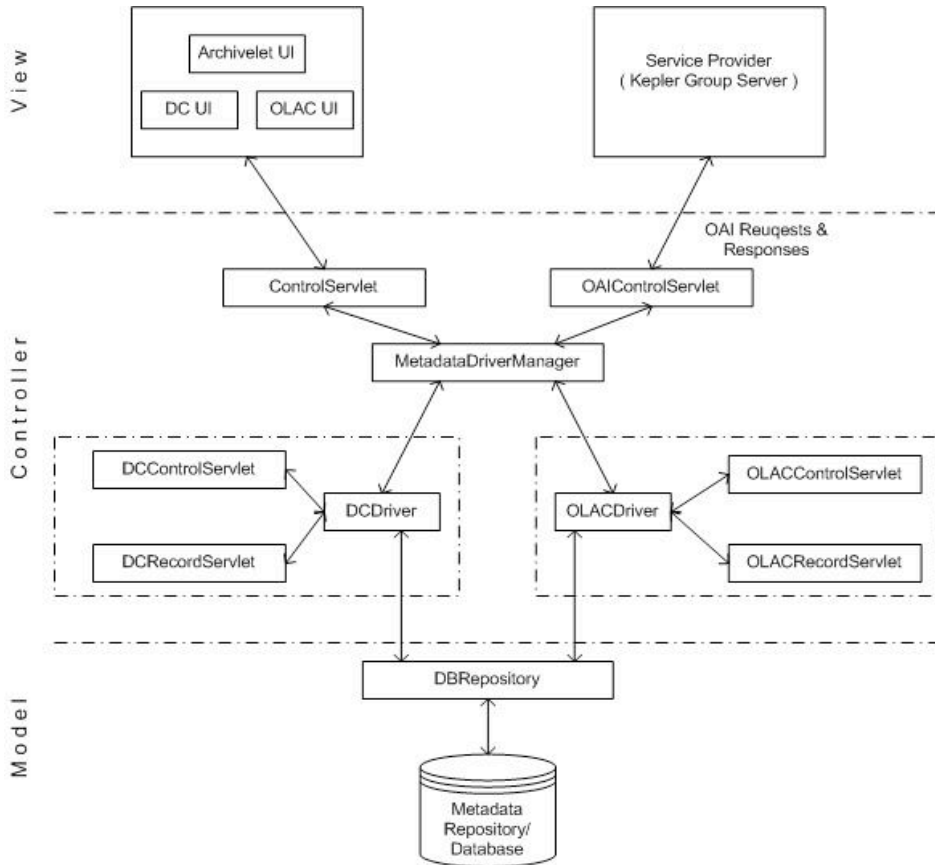 View
Archivelet UI
DC UI
OLAC UI
Service Provider
( Kepler Group Server )
OAI Reuqests &
Responses
Controller
ControlServlet
OAIControlServlet
MetadataDriverManager
DCControlServlet
DCDriver
DCRecordServlet
OLACDriver
OLACControlServlet
OLACRecordServlet
Model
DBRepository
Metadata
Repository/
Database